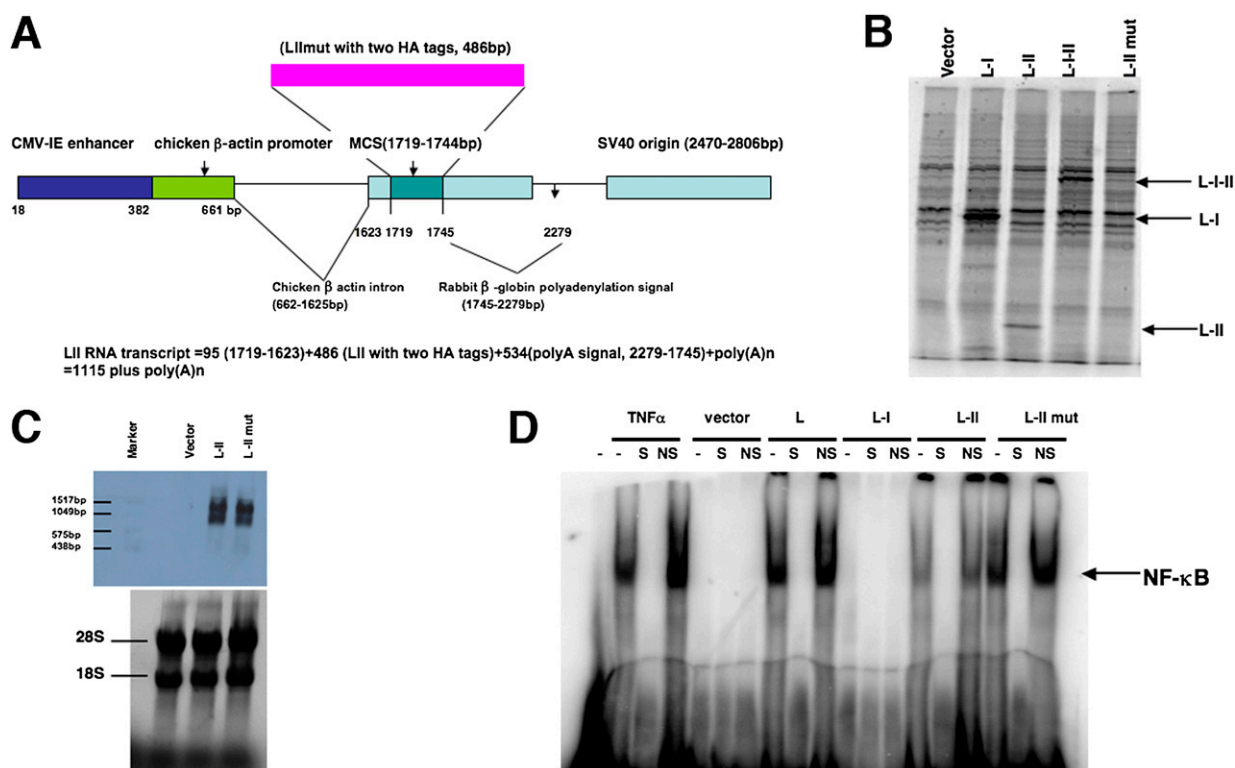 A
(LIImut with two HA tags, 486bp)
CMV-IE enhancer chicken β-actin promoter MCS(1719-1744bp) SV40 origin (2470-2806bp)
18 382 661 bp
1623 1719 1745 2279
Chicken β actin intron
(662-1625bp)
Rabbit β -globin polyadenylation signal
(1745-2279bp)
LII RNA transcript =95 (1719-1623)+486 (LII with two HA tags)+534(polyA signal, 2279-1745)+poly(A)n
=1115 plus poly(A)n
B
Vector L-I L-II L-I-II L-II mut
L-I-II
L-I
L-II
C
Marker Vector L-II L-II mut
1517bp
1049bp
575bp
438bp
28S
18S
D
TNFα vector L L-I L-II L-II mut
- - S NS - S NS - S NS - S NS - S NS - S NS
NF-κB